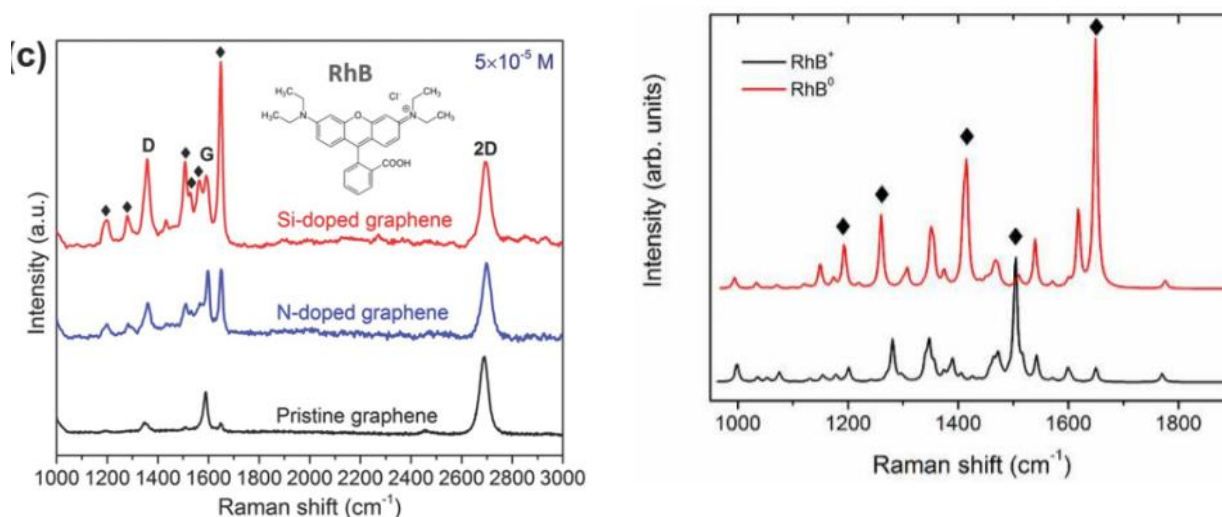 (c)
5×10⁻⁵ M
RhB
Cl⁻
H₃C
CH₃
H₃C
N
O
N
⊕
CH₃
COOH
D
G
2D
Si-doped graphene
N-doped graphene
Pristine graphene
Intensity (a.u.)
1000 1200 1400 1600 1800 2000 2200 2400 2600 2800 3000
Raman shift (cm⁻¹)
RhB⁺
RhB⁰
Intensity (arb. units)
1000 1200 1400 1600 1800
Raman shift (cm⁻¹)